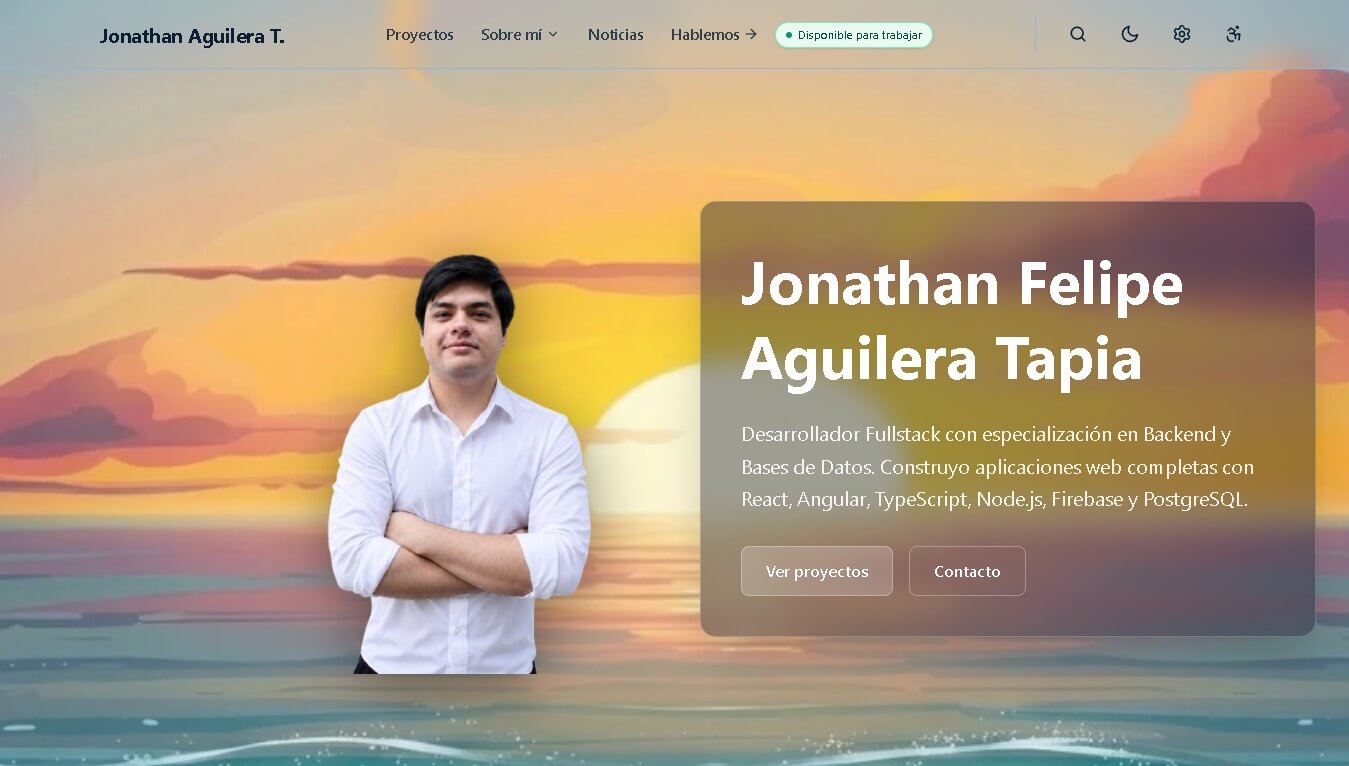 Jonathan Aguilera T.
Proyectos
Sobre mí
Noticias
Hablemos →
Disponible para trabajar
Jonathan Felipe
Aguilera Tapia
Desarrollador Fullstack con especialización en Backend y
Bases de Datos. Construyo aplicaciones web completas con
React, Angular, TypeScript, Node.js, Firebase y PostgreSQL.
Ver proyectos
Contacto